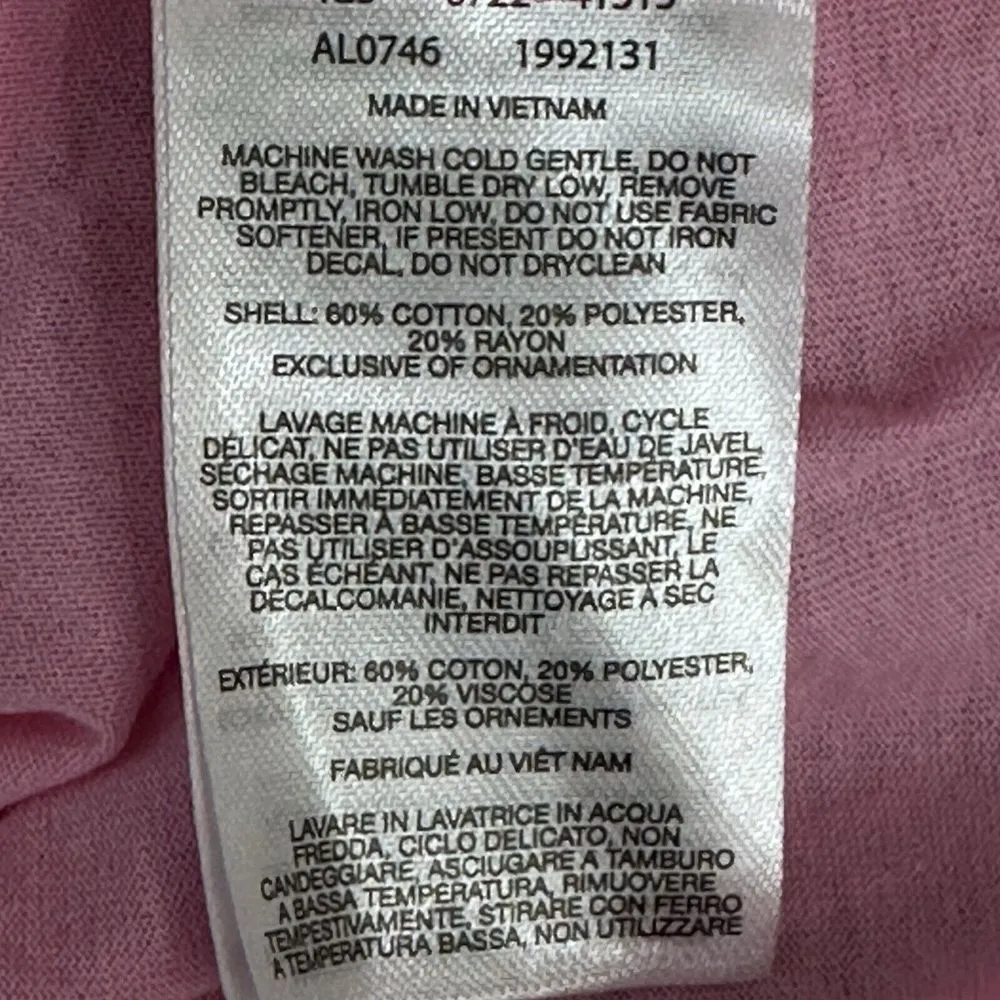 AL0746 1992131
MADE IN VIETNAM
MACHINE WASH COLD GENTLE, DO NOT
BLEACH, TUMBLE DRY LOW, REMOVE
PROMPTLY, IRON LOW, DO NOT USE FABRIC
SOFTENER, IF PRESENT DO NOT IRON
DECAL, DO NOT DRYCLEAN
SHELL: 60% COTTON, 20% POLYESTER,
20% RAYON
EXCLUSIVE OF ORNAMENTATION
LAVAGE MACHINE À FROID, CYCLE
DÉLICAT, NE PAS UTILISER D'EAU DE JAVEL,
SÉCHAGE MACHINE, BASSE TEMPÉRATURE,
SORTIR IMMÉDIATEMENT DE LA MACHINE,
REPASSER À BASSE TEMPÉRATURE, NE
PAS UTILISER D'ASSOUPLISSANT, LE
CAS ÉCHÉANT, NE PAS REPASSER LA
DÉCALCOMANIE, NETTOYAGE À SEC
INTERDIT
EXTÉRIEUR: 60% COTON, 20% POLYESTER,
20% VISCOSE
SAUF LES ORNEMENTS
FABRIQUÉ AU VIÊT NAM
LAVARE IN LAVATRICE IN ACQUA
FREDDA, CICLO DELICATO, NON
CANDEGGIARE, ASCIUGARE A TAMBURO
A BASSA TEMPERATURA, RIMUOVERE
TEMPESTIVAMENTE, STIRARE CON FERRO
A TEMPERATURA BASSA, NON UTILIZZARE